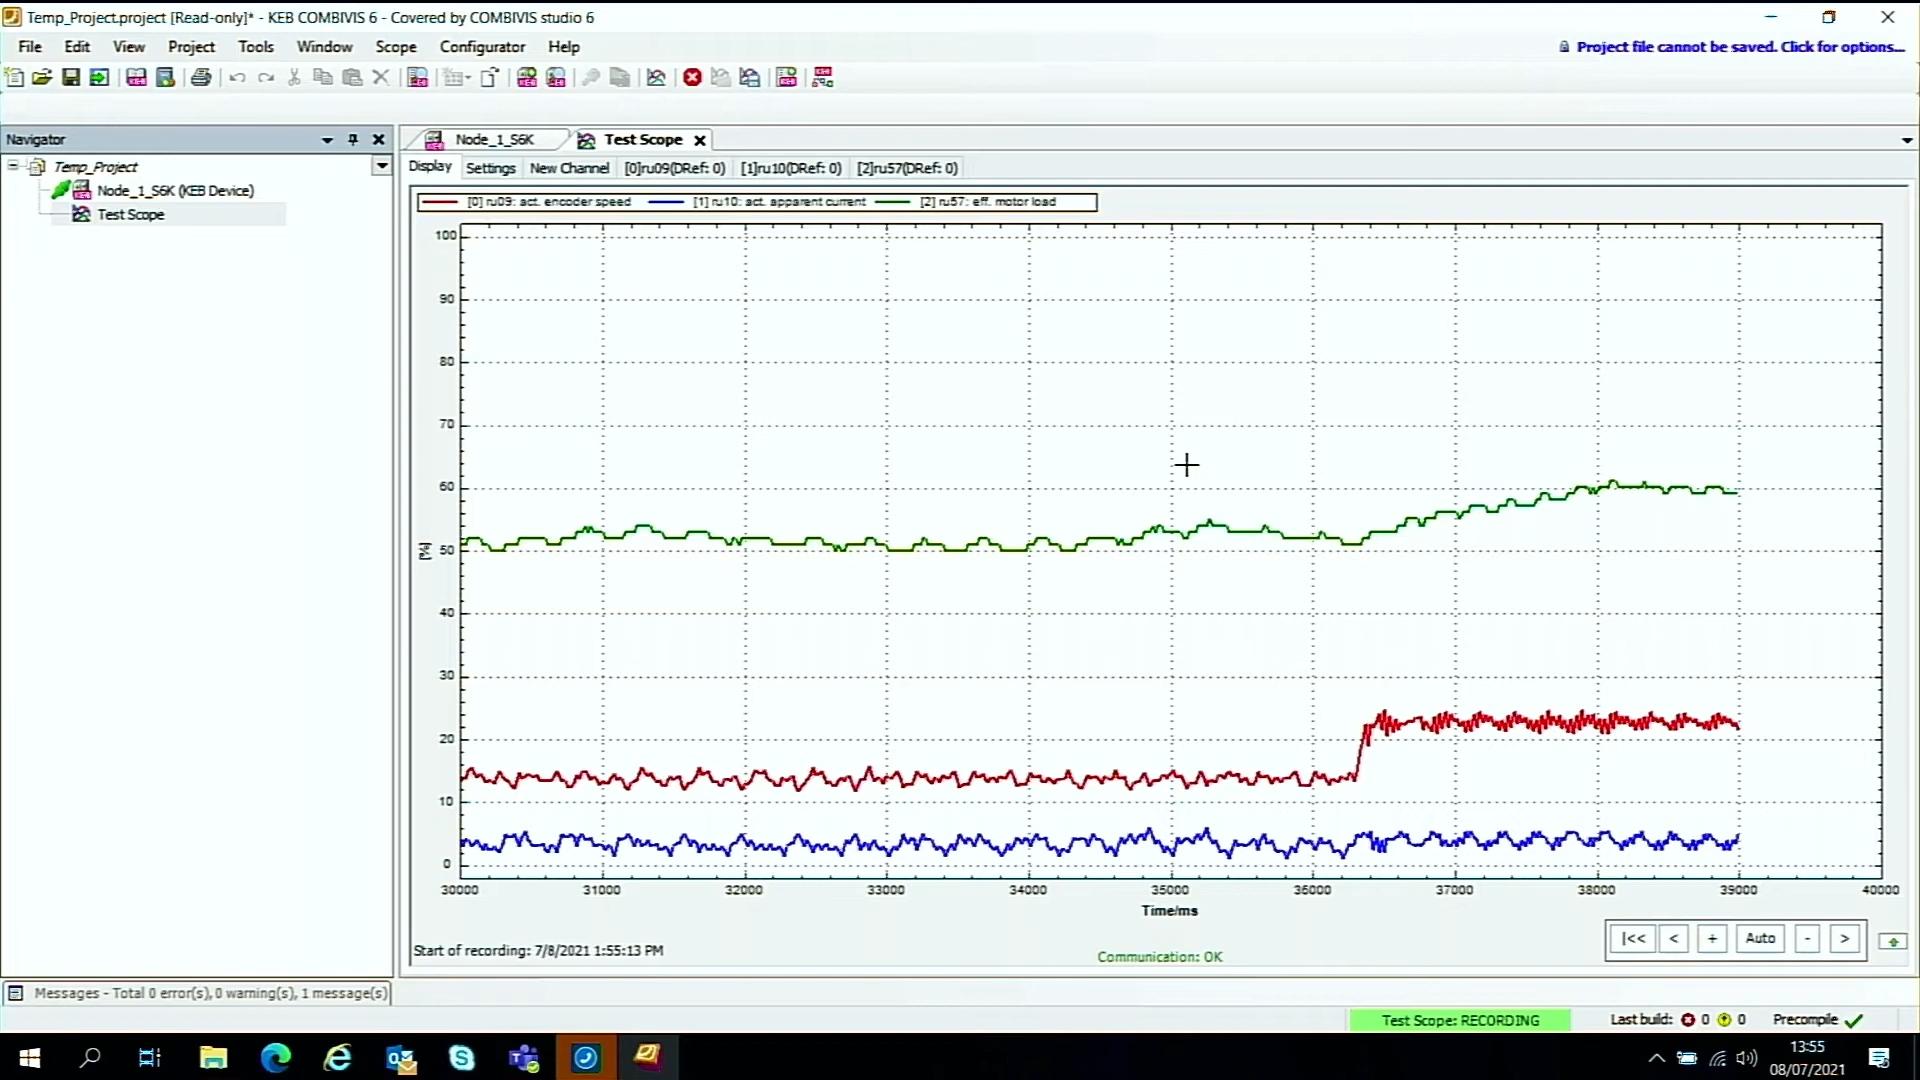 Temp_Project.project [Read-only]* - KEB COMBIVIS 6 - Covered by COMBIVIS studio 6
File Edit View Project Tools Window Scope Configurator Help
Project file cannot be saved. Click for options...
Navigator
Temp_Project
Node_1_S6K (KEB Device)
Test Scope
Node_1_S6K Test Scope
Display Settings New Channel [0]ru09(DRef: 0) [1]ru10(DRef: 0) [2]ru57(DRef: 0)
[0] ru09: act. encoder speed [1] ru10: act. apparent current [2] ru57: eff. motor load
100
90
80
70
60
[%]
50
40
30
20
10
0
30000 31000 32000 33000 34000 35000 36000 37000 38000 39000 40000
Time/ms
|<< < + Auto - >
Start of recording: 7/8/2021 1:55:13 PM
Communication: OK
Messages - Total 0 error(s), 0 warning(s), 1 message(s)
Test Scope: RECORDING Last build: 0 0 Precompile
13:55
08/07/2021